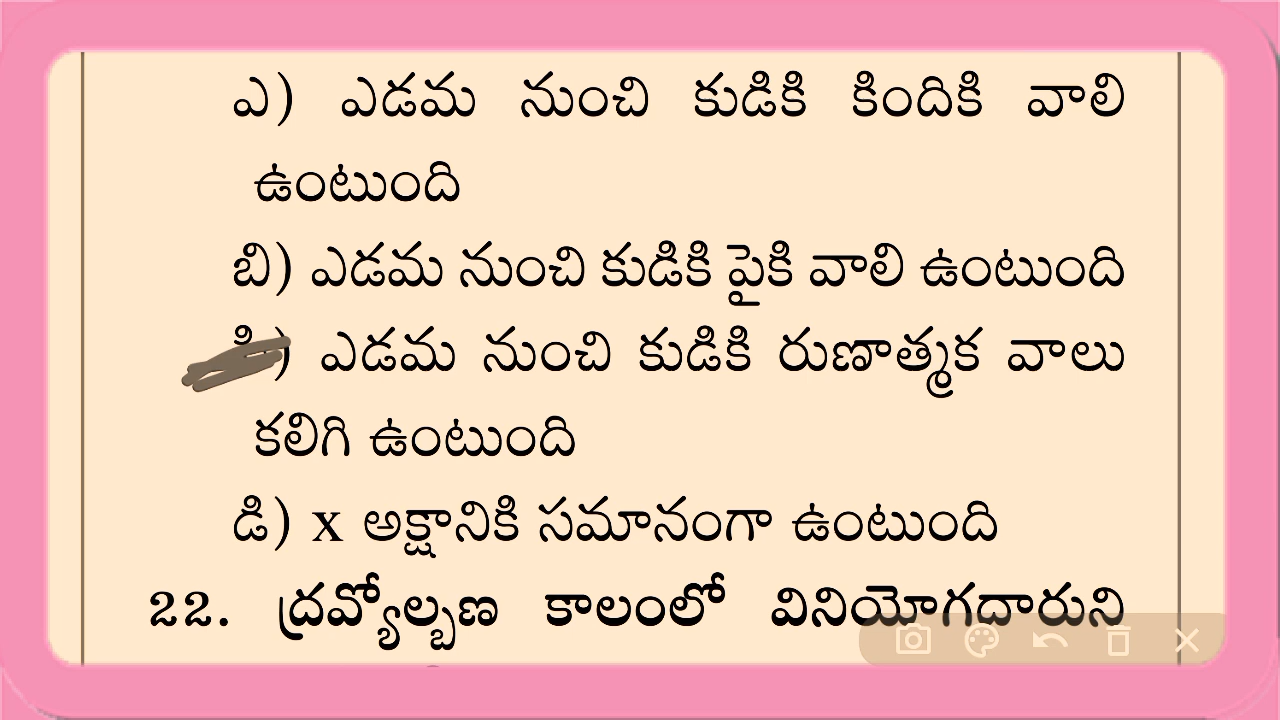 ఎ) ఎడమ నుంచి కుడికి కిందికి వాలి
ఉంటుంది
బి) ఎడమ నుంచి కుడికి పైకి వాలి ఉంటుంది
) ఎడమ నుంచి కుడికి రుణాత్మక వాలు
కలిగి ఉంటుంది
డి) x అక్షానికి సమానంగా ఉంటుంది
22. ద్రవ్యోల్బణ కాలంలో వినియోగదారుని